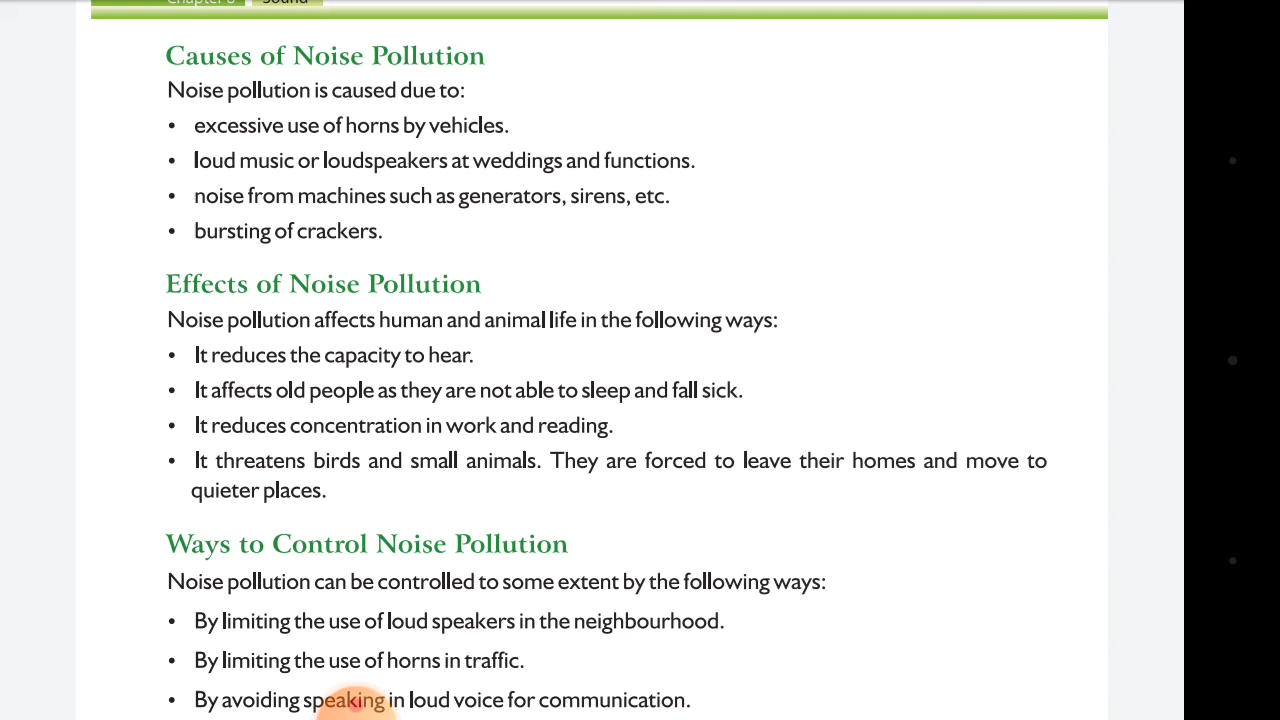 Chapter 8 Sound
Causes of Noise Pollution
Noise pollution is caused due to:
• excessive use of horns by vehicles.
• loud music or loudspeakers at weddings and functions.
• noise from machines such as generators, sirens, etc.
• bursting of crackers.
Effects of Noise Pollution
Noise pollution affects human and animal life in the following ways:
• It reduces the capacity to hear.
• It affects old people as they are not able to sleep and fall sick.
• It reduces concentration in work and reading.
• It threatens birds and small animals. They are forced to leave their homes and move to
quieter places.
Ways to Control Noise Pollution
Noise pollution can be controlled to some extent by the following ways:
• By limiting the use of loud speakers in the neighbourhood.
• By limiting the use of horns in traffic.
• By avoiding speaking in loud voice for communication.